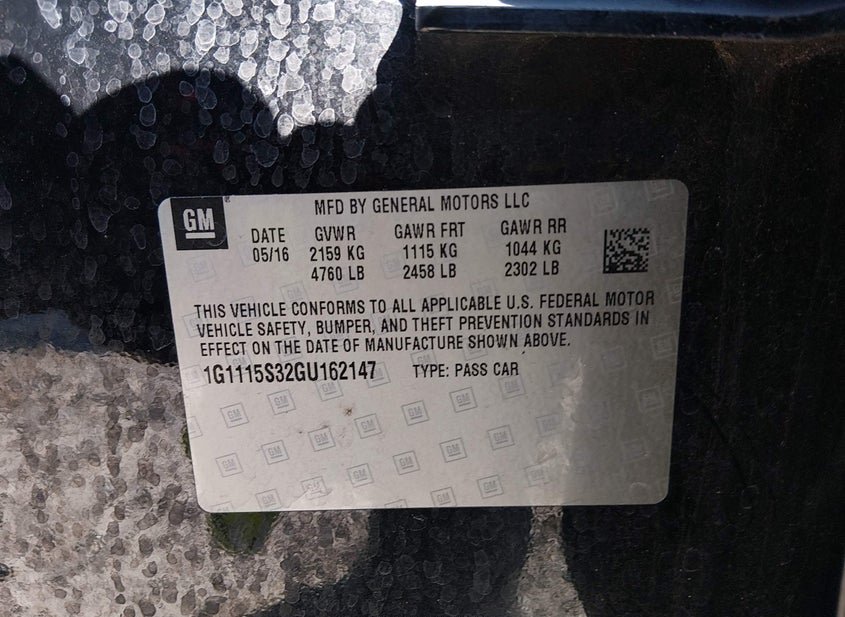 GM
MFD BY GENERAL MOTORS LLC
DATE GVWR GAWR FRT GAWR RR
05/16 2159 KG 1115 KG 1044 KG
4760 LB 2458 LB 2302 LB
THIS VEHICLE CONFORMS TO ALL APPLICABLE U.S. FEDERAL MOTOR
VEHICLE SAFETY, BUMPER, AND THEFT PREVENTION STANDARDS IN
EFFECT ON THE DATE OF MANUFACTURE SHOWN ABOVE.
1G1115S32GU162147 TYPE: PASS CAR